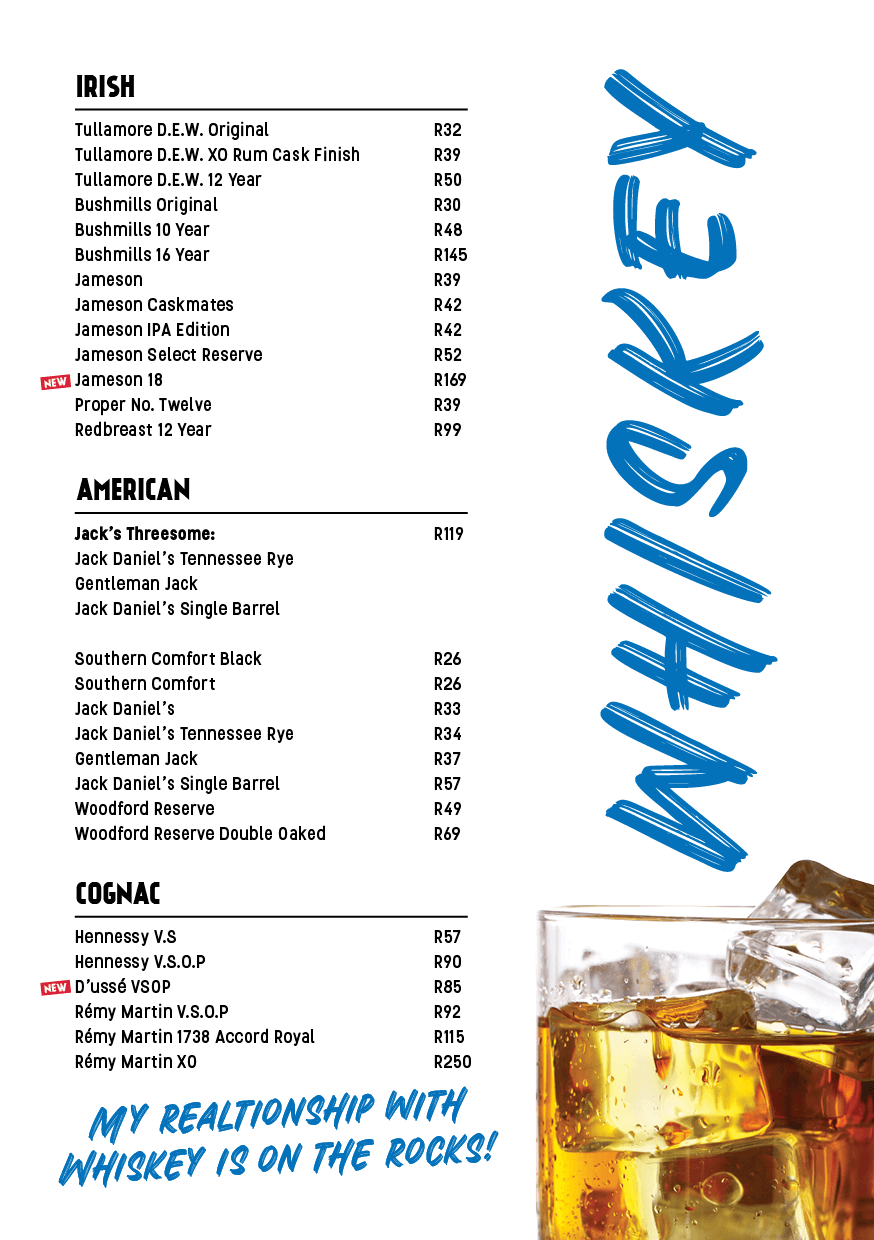 WHISKEY
IRISH
Tullamore D.E.W. Original R32
Tullamore D.E.W. XO Rum Cask Finish R39
Tullamore D.E.W. 12 Year R50
Bushmills Original R30
Bushmills 10 Year R48
Bushmills 16 Year R145
Jameson R39
Jameson Caskmates R42
Jameson IPA Edition R42
Jameson Select Reserve R52
NEW Jameson 18 R169
Proper No. Twelve R39
Redbreast 12 Year R99
AMERICAN
Jack's Threesome: R119
Jack Daniel's Tennessee Rye
Gentleman Jack
Jack Daniel's Single Barrel
Southern Comfort Black R26
Southern Comfort R26
Jack Daniel's R33
Jack Daniel's Tennessee Rye R34
Gentleman Jack R37
Jack Daniel's Single Barrel R57
Woodford Reserve R49
Woodford Reserve Double Oaked R69
COGNAC
Hennessy V.S R57
Hennessy V.S.O.P R90
NEW D'ussé VSOP R85
Rémy Martin V.S.O.P R92
Rémy Martin 1738 Accord Royal R115
Rémy Martin XO R250
MY REALTIONSHIP WITH
WHISKEY IS ON THE ROCKS!